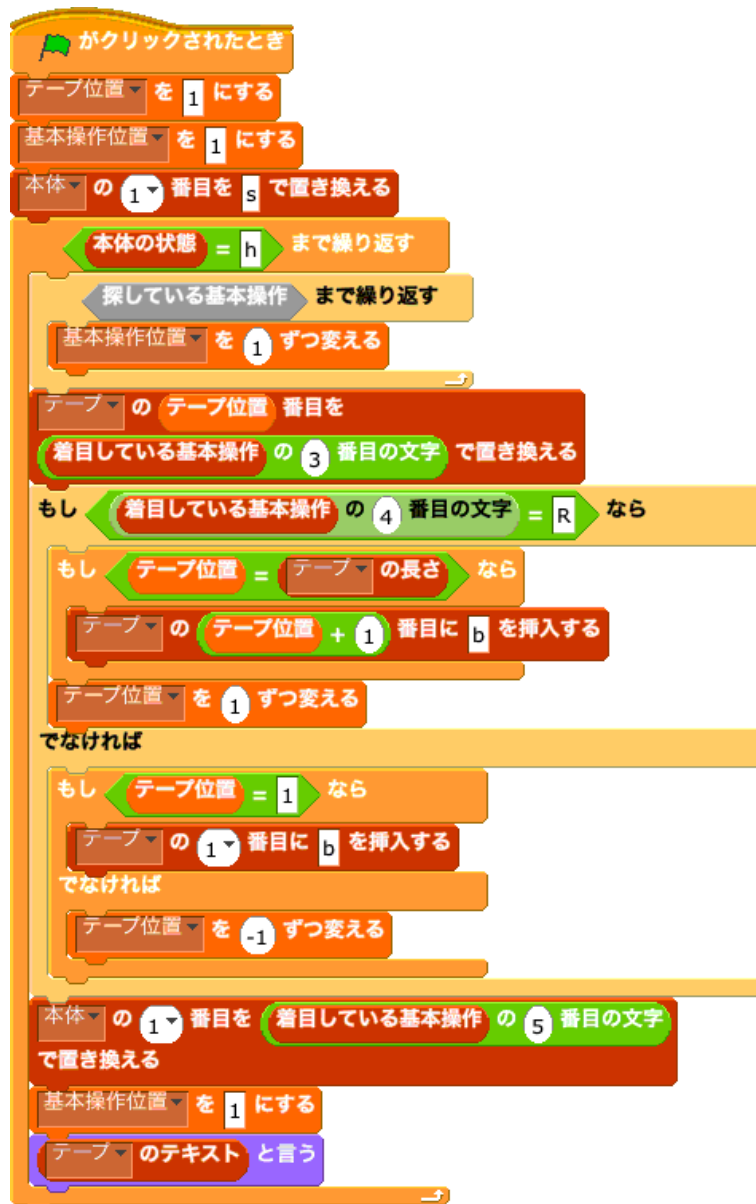 がクリックされたとき
テープ位置 を 1 にする
基本操作位置 を 1 にする
本体 の 1 番目を s で置き換える
本体の状態 = h まで繰り返す
探している基本操作 まで繰り返す
基本操作位置 を 1 ずつ変える
テープ の テープ位置 番目を
着目している基本操作 の 3 番目の文字 で置き換える
もし 着目している基本操作 の 4 番目の文字 = R なら
もし テープ位置 = テープ の長さ なら
テープ の テープ位置 + 1 番目に b を挿入する
テープ位置 を 1 ずつ変える
でなければ
もし テープ位置 = 1 なら
テープ の 1 番目に b を挿入する
でなければ
テープ位置 を -1 ずつ変える
本体 の 1 番目を 着目している基本操作 の 5 番目の文字
で置き換える
基本操作位置 を 1 にする
テープ のテキスト と言う